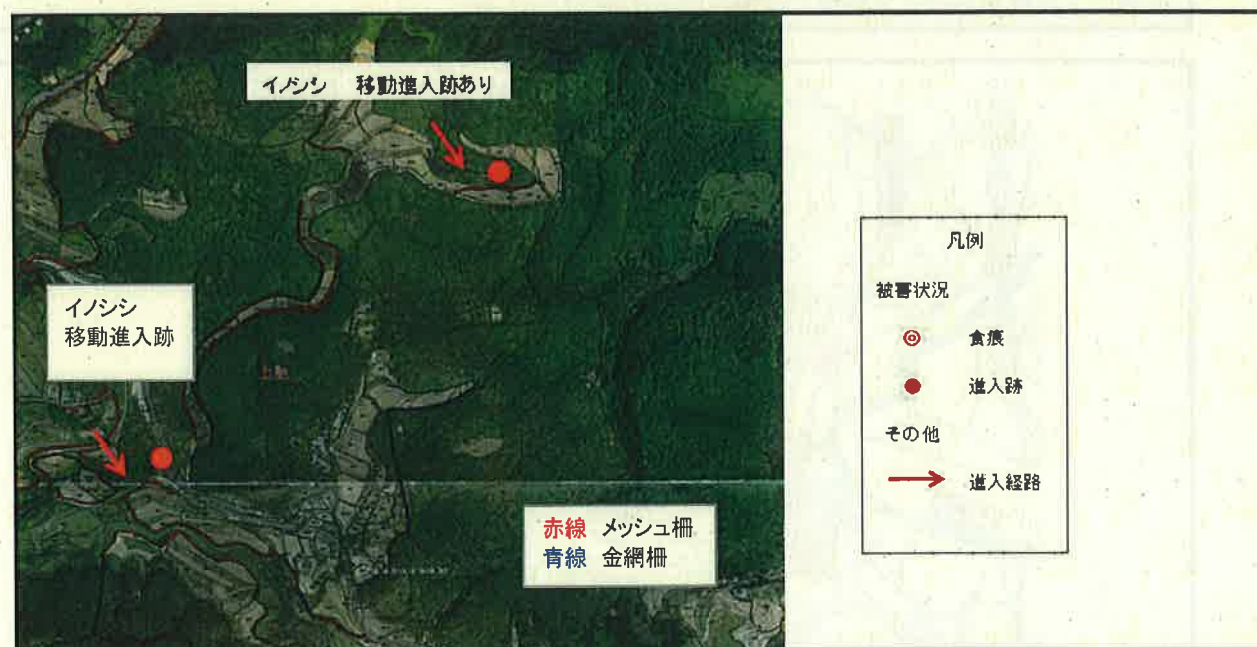 イノシシ 移動進入跡あり
イノシシ
移動進入跡
赤線 メッシュ柵
青線 金網柵
凡例
被害状況
食痕
進入跡
その他
進入経路